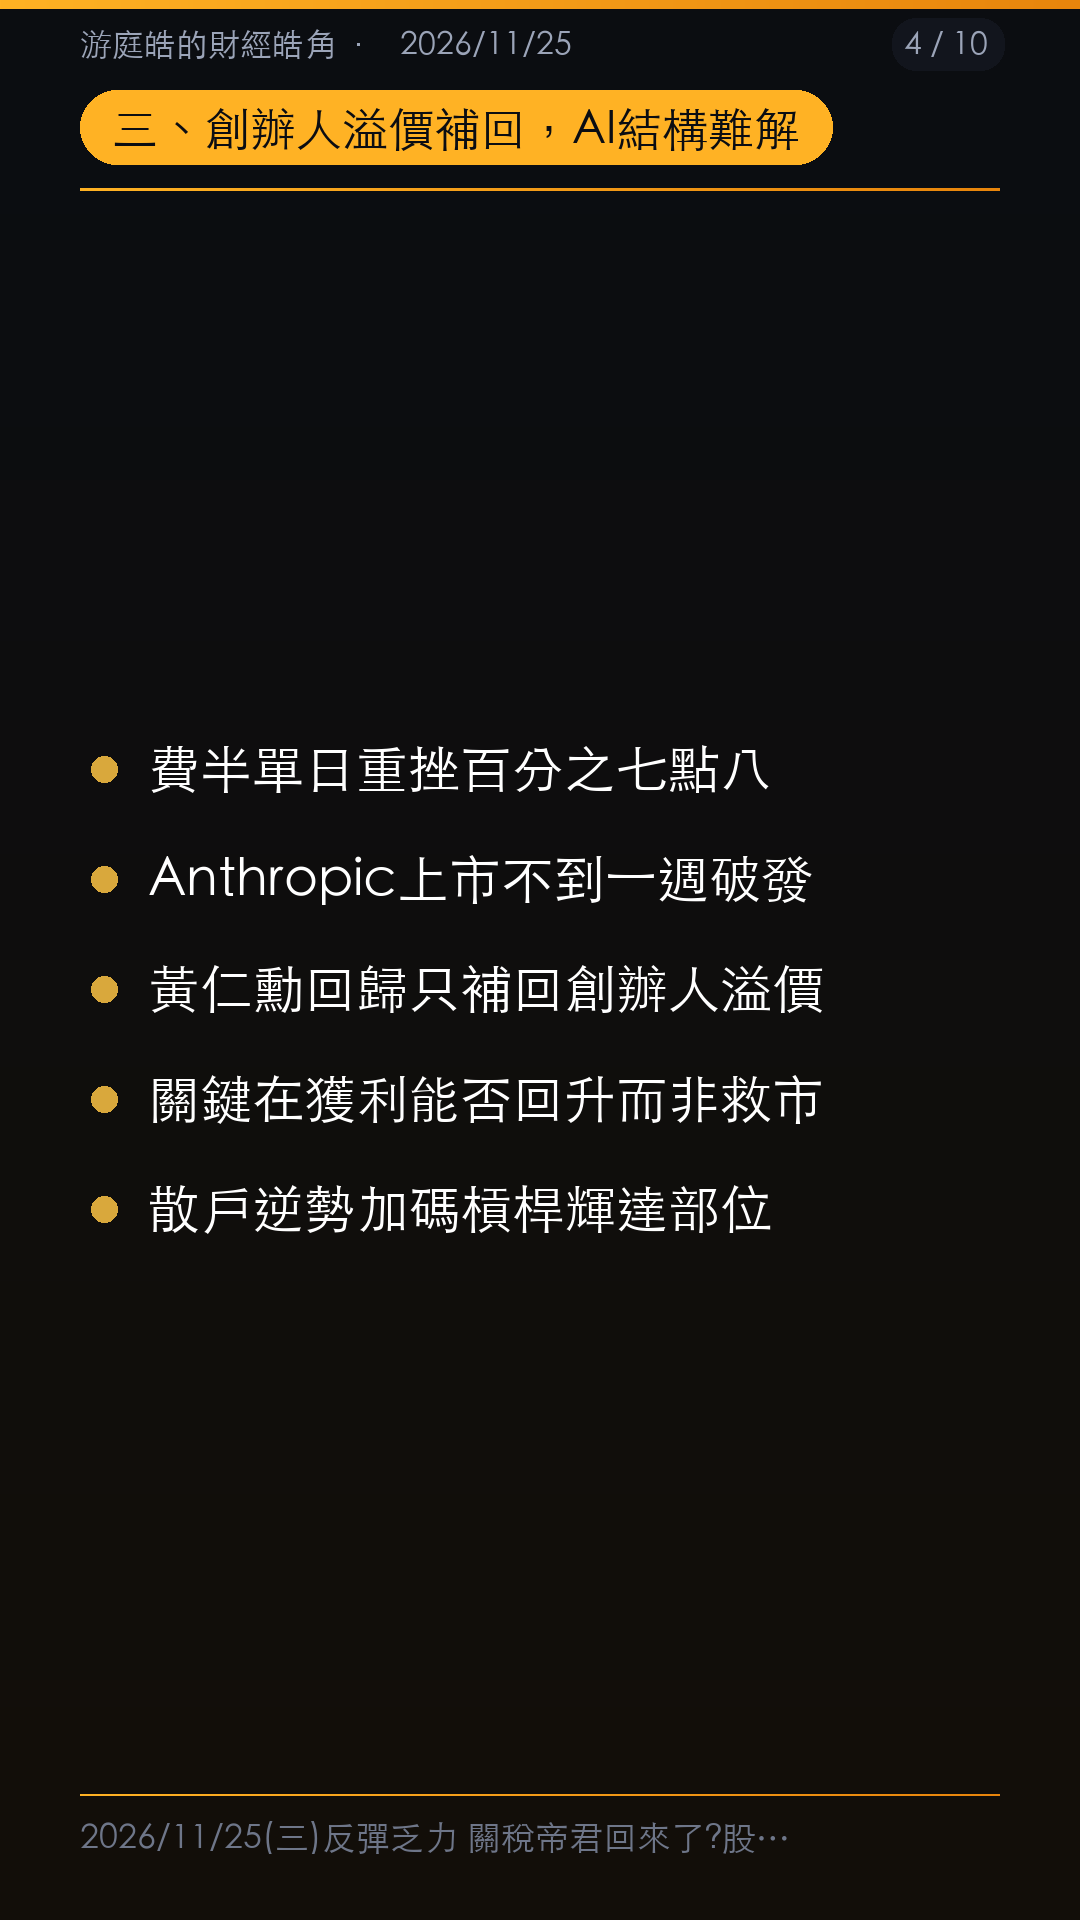 游庭皓的財經皓角 · 2026/11/25
4 / 10
三、創辦人溢價補回，AI結構難解
費半單日重挫百分之七點八
Anthropic上市不到一週破發
黃仁勳回歸只補回創辦人溢價
關鍵在獲利能否回升而非救市
散戶逆勢加碼槓桿輝達部位
2026/11/25(三)反彈乏力 關稅帝君回來了?股⋯